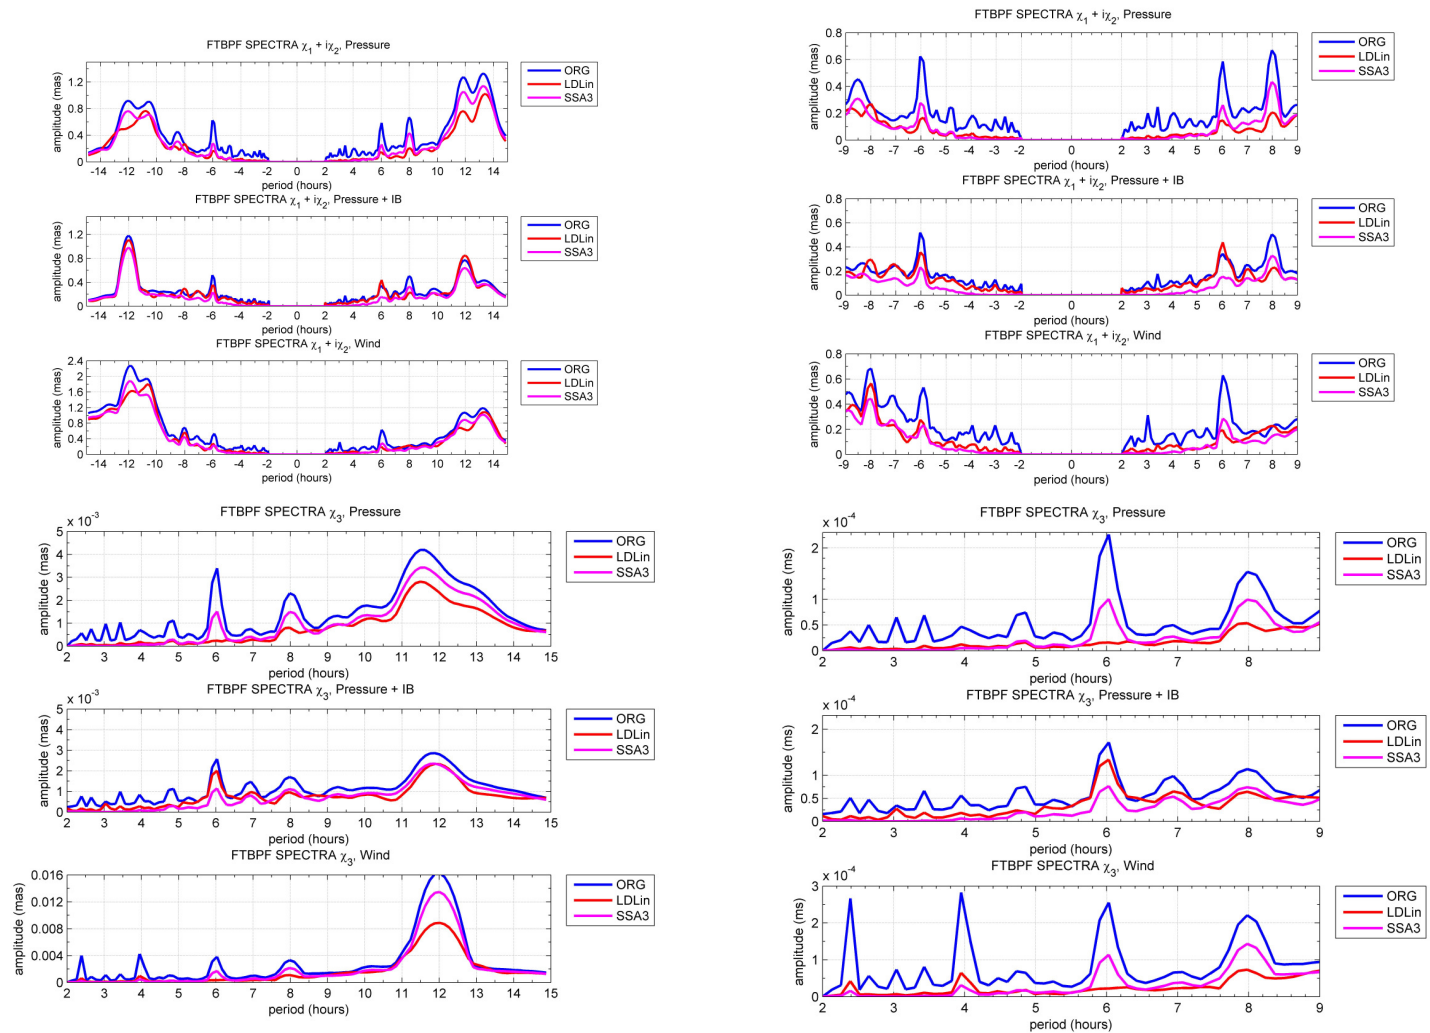 FTBPF SPECTRA χ1 + iχ2, Pressure
amplitude (mas)
1.2
0.8
0.4
0
-14 -12 -10 -8 -6 -4 -2 0 2 4 6 8 10 12 14
period (hours)
ORG
LDLin
SSA3
FTBPF SPECTRA χ1 + iχ2, Pressure + IB
amplitude (mas)
1.2
0.8
0.4
0
-14 -12 -10 -8 -6 -4 -2 0 2 4 6 8 10 12 14
period (hours)
ORG
LDLin
SSA3
FTBPF SPECTRA χ1 + iχ2, Wind
amplitude (mas)
2.4
2
1.6
1.2
0.8
0.4
0
-14 -12 -10 -8 -6 -4 -2 0 2 4 6 8 10 12 14
period (hours)
ORG
LDLin
SSA3
FTBPF SPECTRA χ3, Pressure
x 10-3
amplitude (mas)
5
4
3
2
1
0
2 3 4 5 6 7 8 9 10 11 12 13 14 15
period (hours)
ORG
LDLin
SSA3
FTBPF SPECTRA χ3, Pressure + IB
x 10-3
amplitude (mas)
5
4
3
2
1
0
2 3 4 5 6 7 8 9 10 11 12 13 14 15
period (hours)
ORG
LDLin
SSA3
FTBPF SPECTRA χ3, Wind
amplitude (mas)
0.016
0.012
0.008
0.004
0
2 3 4 5 6 7 8 9 10 11 12 13 14 15
period (hours)
ORG
LDLin
SSA3
FTBPF SPECTRA χ1 + iχ2, Pressure
amplitude (mas)
0.8
0.6
0.4
0.2
0
-9 -8 -7 -6 -5 -4 -3 -2 0 2 3 4 5 6 7 8 9
period (hours)
ORG
LDLin
SSA3
FTBPF SPECTRA χ1 + iχ2, Pressure + IB
amplitude (mas)
0.8
0.6
0.4
0.2
0
-9 -8 -7 -6 -5 -4 -3 -2 0 2 3 4 5 6 7 8 9
period (hours)
ORG
LDLin
SSA3
FTBPF SPECTRA χ1 + iχ2, Wind
amplitude (mas)
0.8
0.6
0.4
0.2
0
-9 -8 -7 -6 -5 -4 -3 -2 0 2 3 4 5 6 7 8 9
period (hours)
ORG
LDLin
SSA3
FTBPF SPECTRA χ3, Pressure
x 10-4
amplitude (ms)
2
1
0.5
0
2 3 4 5 6 7 8
period (hours)
ORG
LDLin
SSA3
FTBPF SPECTRA χ3, Pressure + IB
x 10-4
amplitude (ms)
2
1
0.5
0
2 3 4 5 6 7 8 9
period (hours)
ORG
LDLin
SSA3
FTBPF SPECTRA χ3, Wind
x 10-4
amplitude (ms)
3
2
1
0.5
0
2 3 4 5 6 7 8 9
period (hours)
ORG
LDLin
SSA3